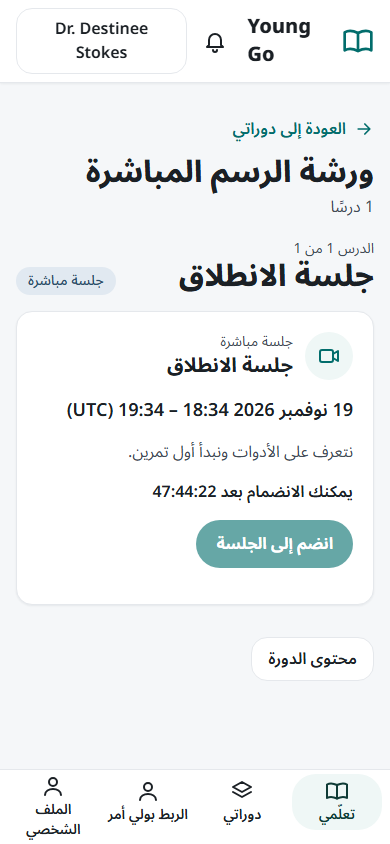 Young
Go
Dr. Destinee
Stokes
العودة إلى دوراتي
ورشة الرسم المباشرة
1 درسًا
الدرس 1 من 1
جلسة الانطلاق
جلسة مباشرة
جلسة مباشرة
جلسة الانطلاق
19 نوفمبر 2026 18:34 – 19:34 (UTC)
نتعرف على الأدوات ونبدأ أول تمرين.
يمكنك الانضمام بعد 47:44:22
انضم إلى الجلسة
محتوى الدورة
تعلّمي
دوراتي
الربط بولي أمر
الملف
الشخصي